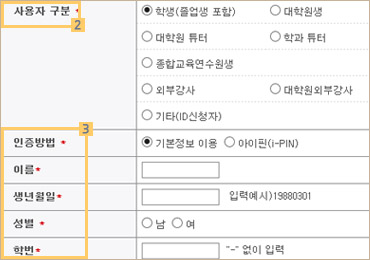 사용자 구분 * 2 학생(졸업생 포함) 대학원생
대학원 튜터 학과 튜터
종합교육연수원생
외부강사 대학원외부강사
기타(ID신청자)
3
인증방법 * 기본정보 이용 아이핀(i-PIN)
이름*
생년월일* 입력예시)19880301
성별 * 남 여
학번* "-" 없이 입력